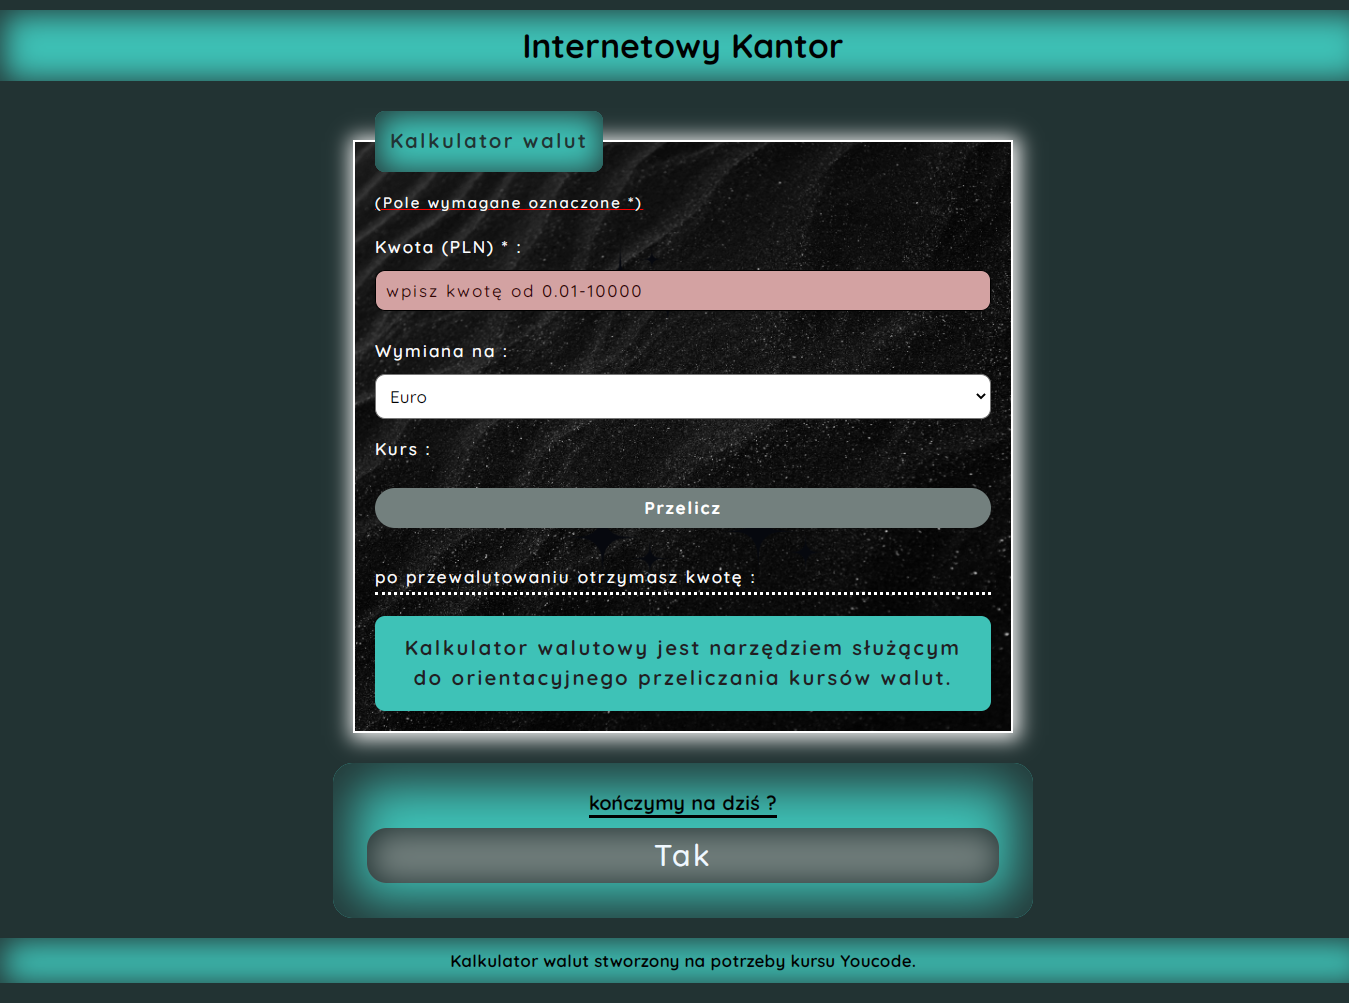 Internetowy Kantor
Kalkulator walut
(Pole wymagane oznaczone *)
Kwota (PLN) * :
wpisz kwotę od 0.01-10000
Wymiana na :
Euro
Kurs :
Przelicz
po przewalutowaniu otrzymasz kwotę :
Kalkulator walutowy jest narzędziem służącym
do orientacyjnego przeliczania kursów walut.
kończymy na dziś ?
Tak
Kalkulator walut stworzony na potrzeby kursu Youcode.